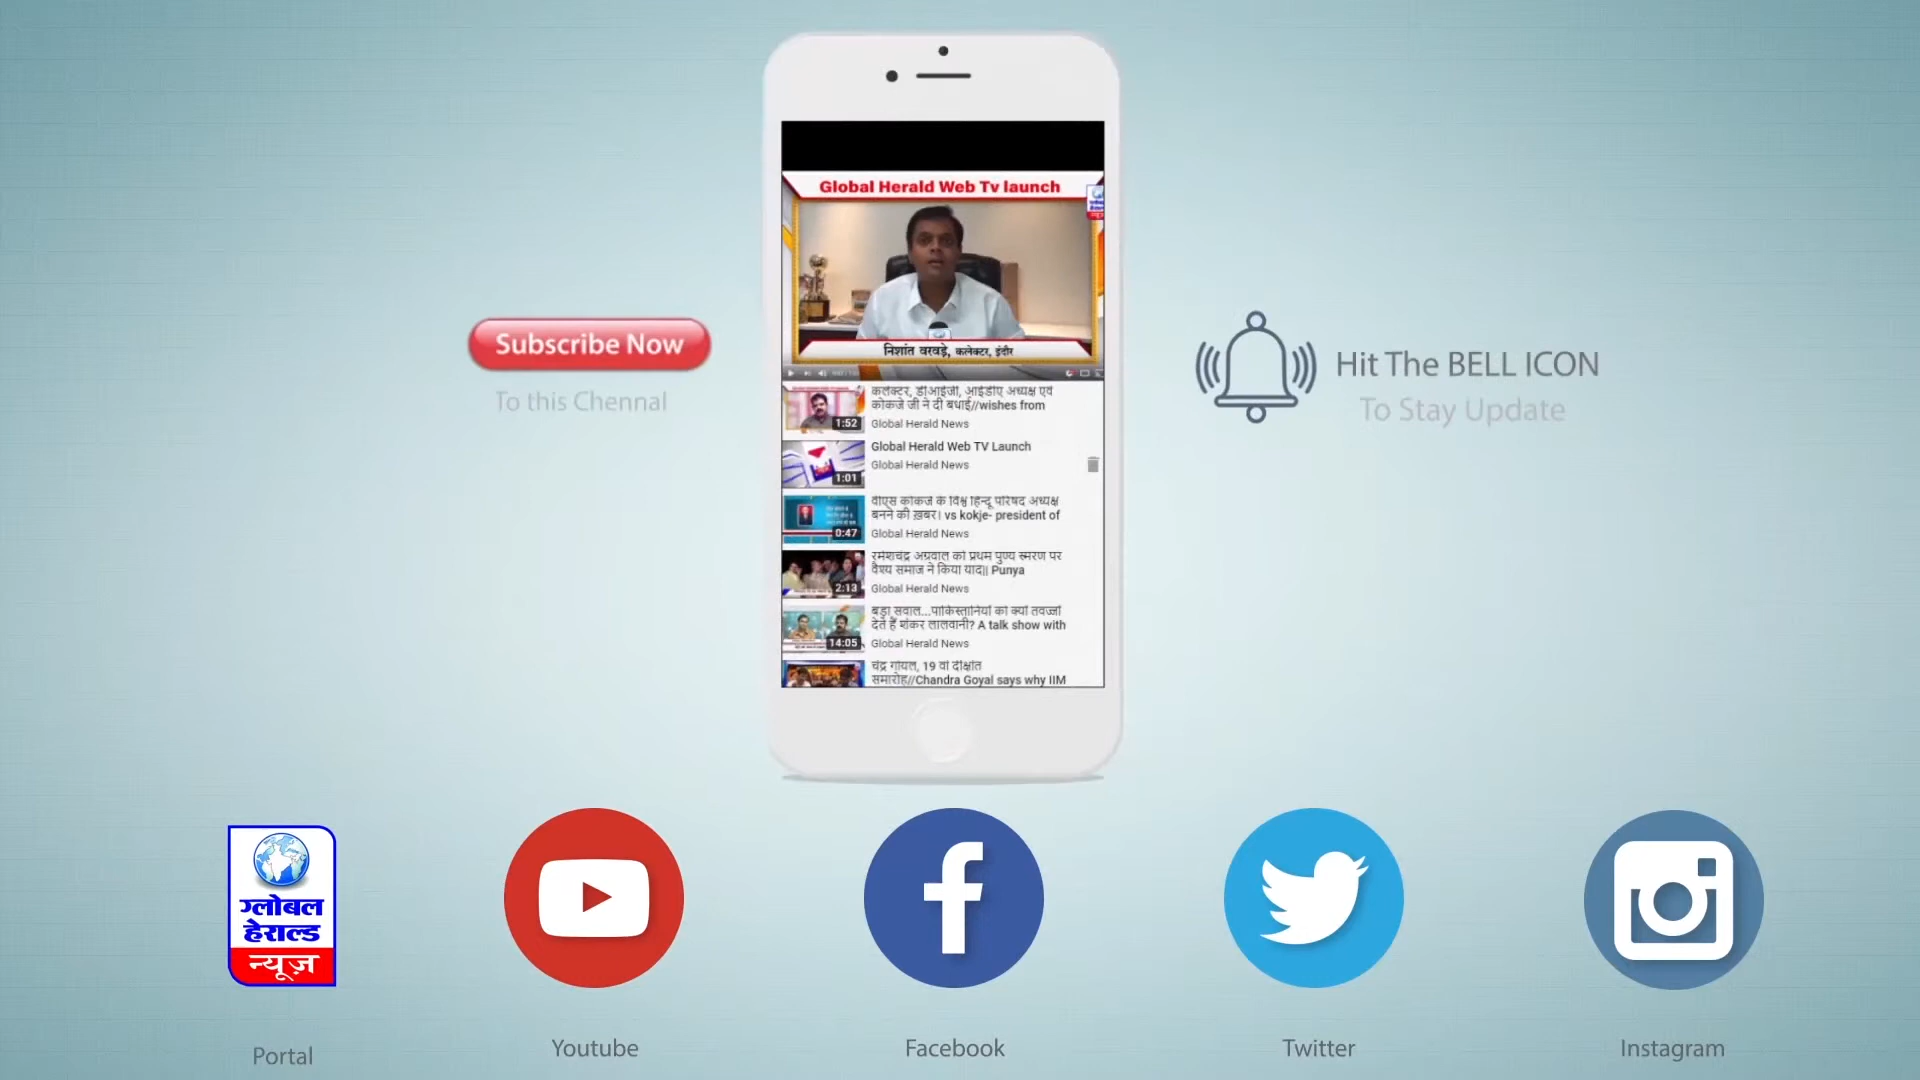 Global Herald Web Tv launch
निशांत वरवड़े, कलेक्टर, इंदौर
Subscribe Now
To this Chennal
Hit The BELL ICON
To Stay Update
कलेक्टर, डीआईजी, आईडीए अध्यक्ष एवं
कोकजे जी ने दी बधाई//wishes from
1:52
Global Herald News
Global Herald Web TV Launch
Global Herald News
1:01
वीएस कोकजे के विश्व हिन्दू परिषद अध्यक्ष
बनने की ख़बर। vs kokje- president of
0:47
Global Herald News
रमेशचंद्र अग्रवाल को प्रथम पुण्य स्मरण पर
वैश्य समाज ने किया याद|| Punya
2:13
Global Herald News
बड़ा सवाल...पाकिस्तानियों को क्यों तवज्जो
देते हैं शंकर लालवानी? A talk show with
14:05
Global Herald News
चंद्र गोयल, 19 वां दीक्षांत
समारोह//Chandra Goyal says why IIM
ग्लोबल
हेराल्ड
न्यूज़
Portal
Youtube
Facebook
Twitter
Instagram